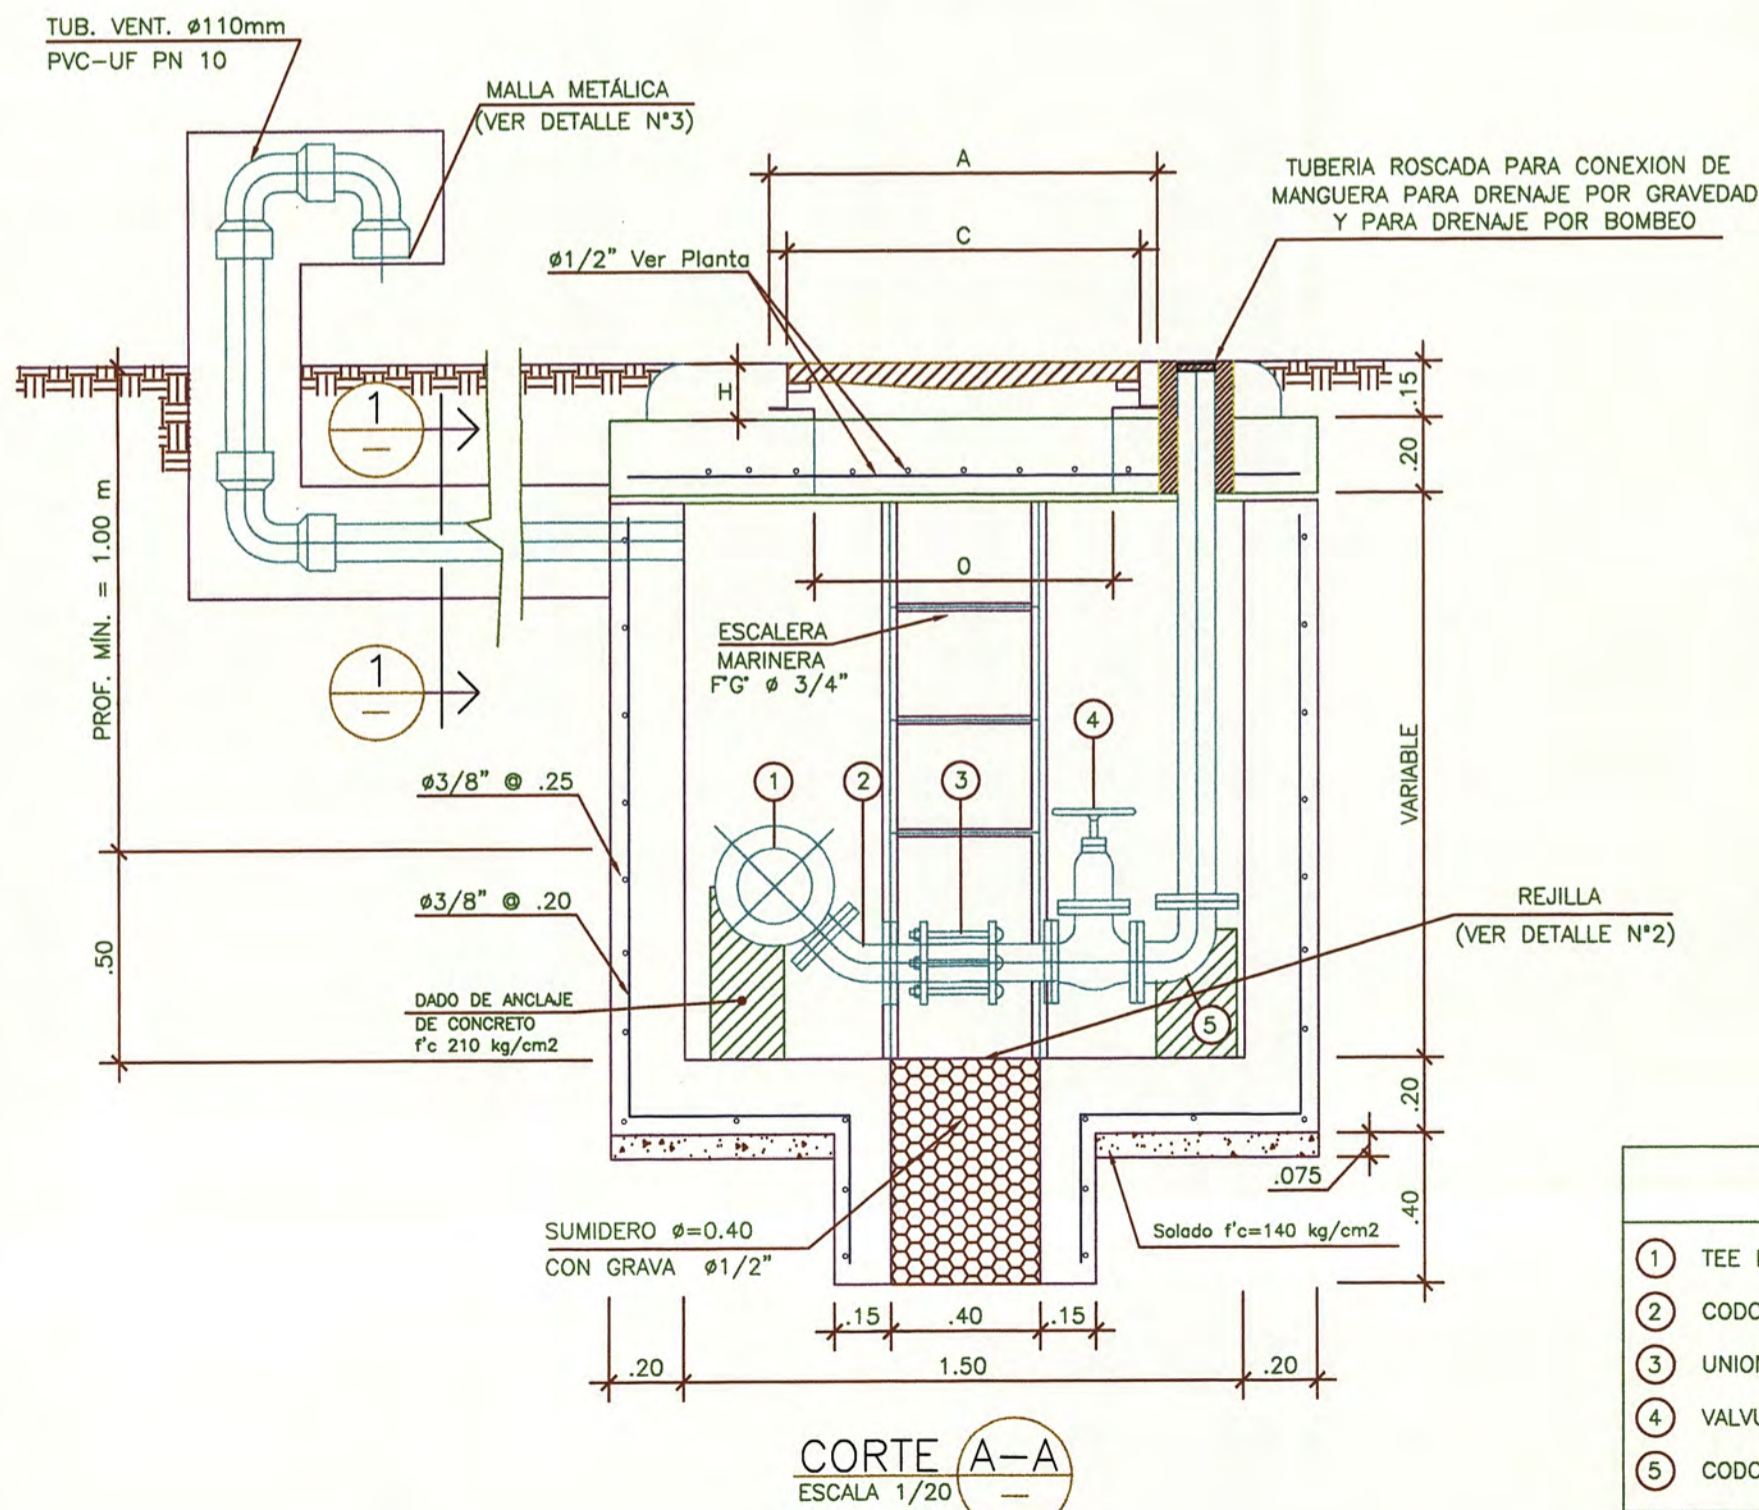 TUB. VENT. ø110mm
PVC-UF PN 10
MALLA METÁLICA
(VER DETALLE N°3)
A
C
TUBERIA ROSCADA PARA CONEXION DE
MANGUERA PARA DRENAJE POR GRAVEDAD
Y PARA DRENAJE POR BOMBEO
ø1/2" Ver Planta
H
1
.15
.20
PROF. MÍN. = 1.00 m
O
ESCALERA
MARINERA
F°G° ø 3/4"
1
4
VARIABLE
ø3/8" @ .25
1
2
3
ø3/8" @ .20
REJILLA
(VER DETALLE N°2)
.50
DADO DE ANCLAJE
DE CONCRETO
f'c 210 kg/cm2
5
.20
.075
.40
SUMIDERO ø=0.40
CON GRAVA ø1/2"
Solado f'c=140 kg/cm2
.15
.40
.15
.20
1.50
.20
1 TEE
2 CODO
3
4
5 CODO
CORTE A-A
ESCALA 1/20